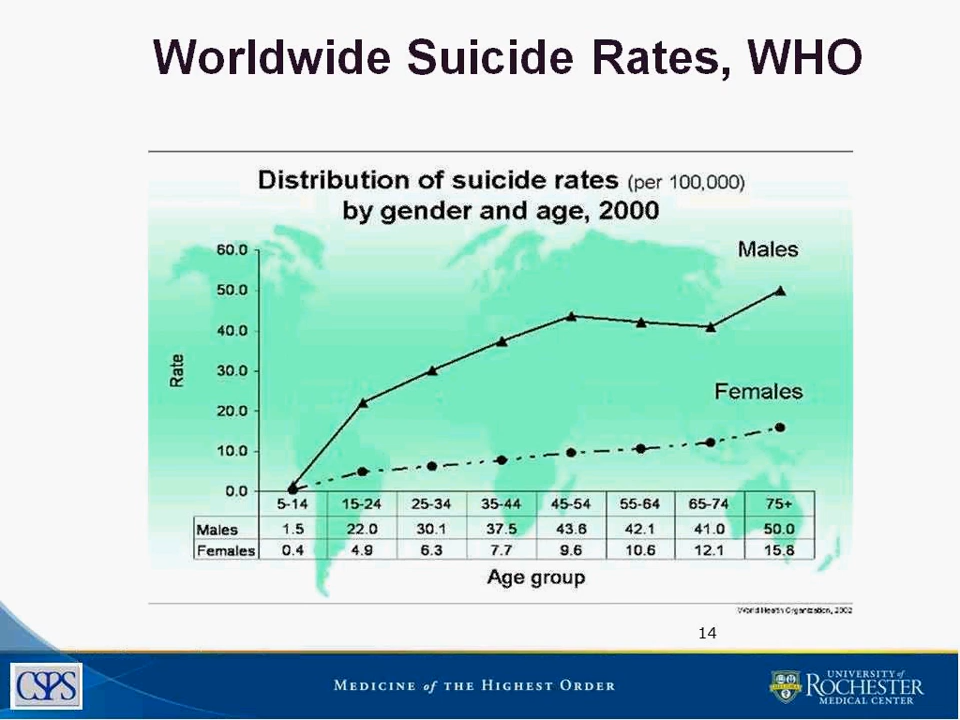 Worldwide Suicide Rates, WHO
Distribution of suicide rates (per 100,000)
by gender and age, 2000
60.0
50.0
40.0
30.0
20.0
10.0
0.0
Rate
Males
Females
5-14 15-24 25-34 35-44 45-54 55-64 65-74 75+
Males 1.5 22.0 30.1 37.5 43.6 42.1 41.0 50.0
Females 0.4 4.9 6.3 7.7 9.6 10.6 12.1 15.8
Age group
World Health Organization, 2002
14
CSPS
MEDICINE of THE HIGHEST ORDER
UNIVERSITY of
ROCHESTER
MEDICAL CENTER